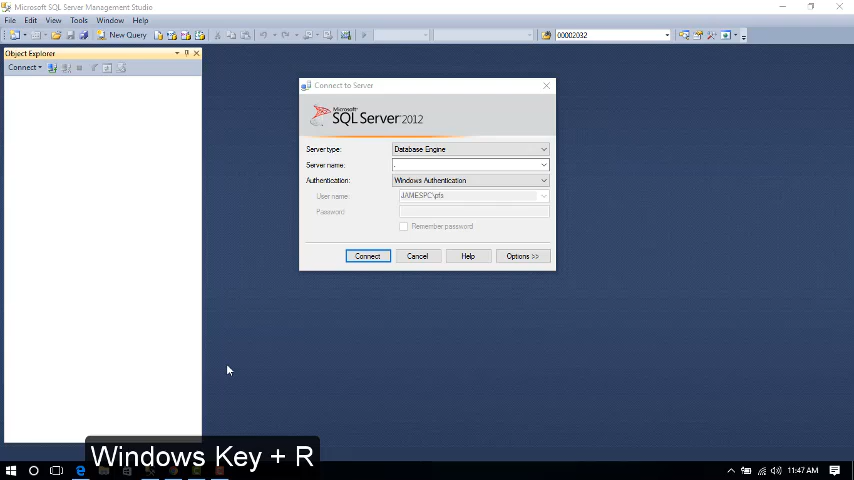 Microsoft SQL Server Management Studio
File Edit View Tools Window Help
New Query
00002032
Object Explorer
Connect
Connect to Server
Microsoft
SQL Server 2012
Server type: Database Engine
Server name: .
Authentication: Windows Authentication
User name: JAMESPC\pfs
Password:
Remember password
Connect Cancel Help Options >>
Windows Key + R
11:47 AM